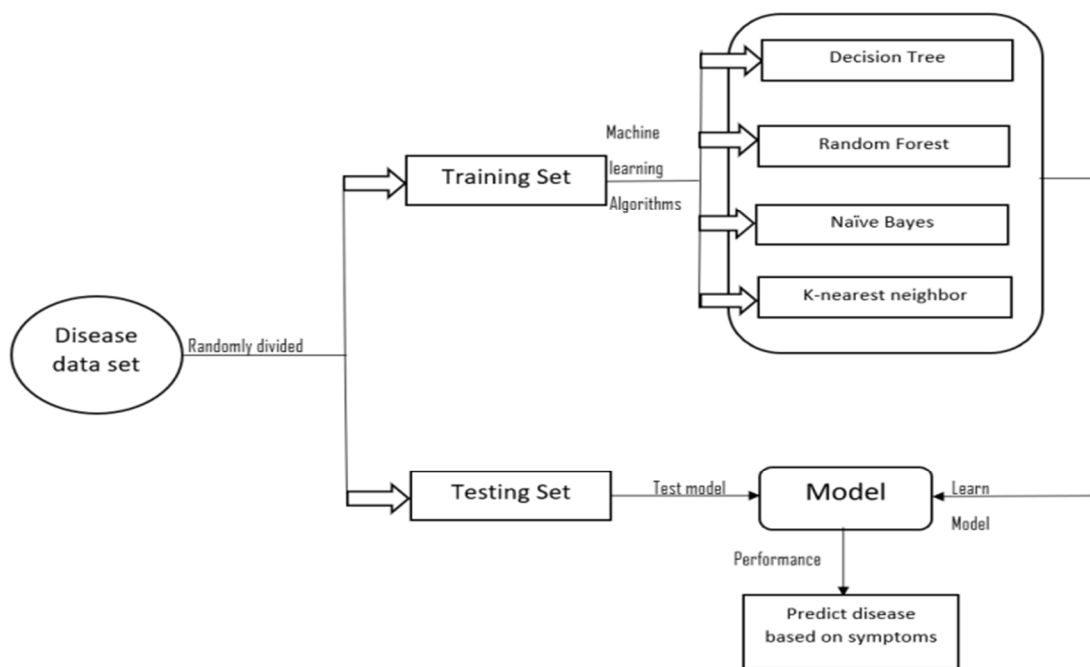 Decision Tree
Machine
Random Forest
Training Set
learning
Algorithms
Naïve Bayes
K-nearest neighbor
Disease
data set
Randomly divided
Testing Set
Test model
Model
Learn
Model
Performance
Predict disease
based on symptoms